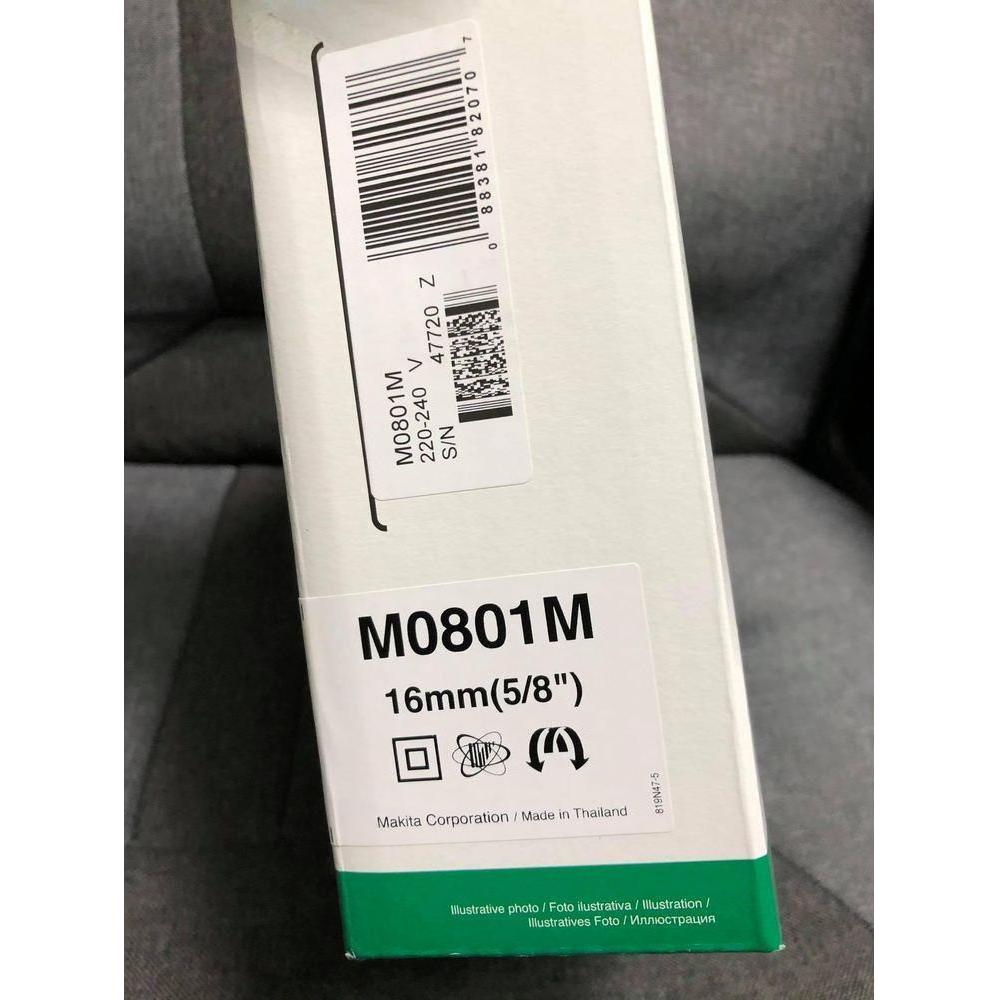 0 88381 82070 7
M0801M
220-240 V
S/N 47720 Z
M0801M
16mm(5/8")
Makita Corporation / Made in Thailand
819N47-5
Illustrative photo / Foto ilustrativa / Illustration /
Illustratives Foto / Иллюстрация